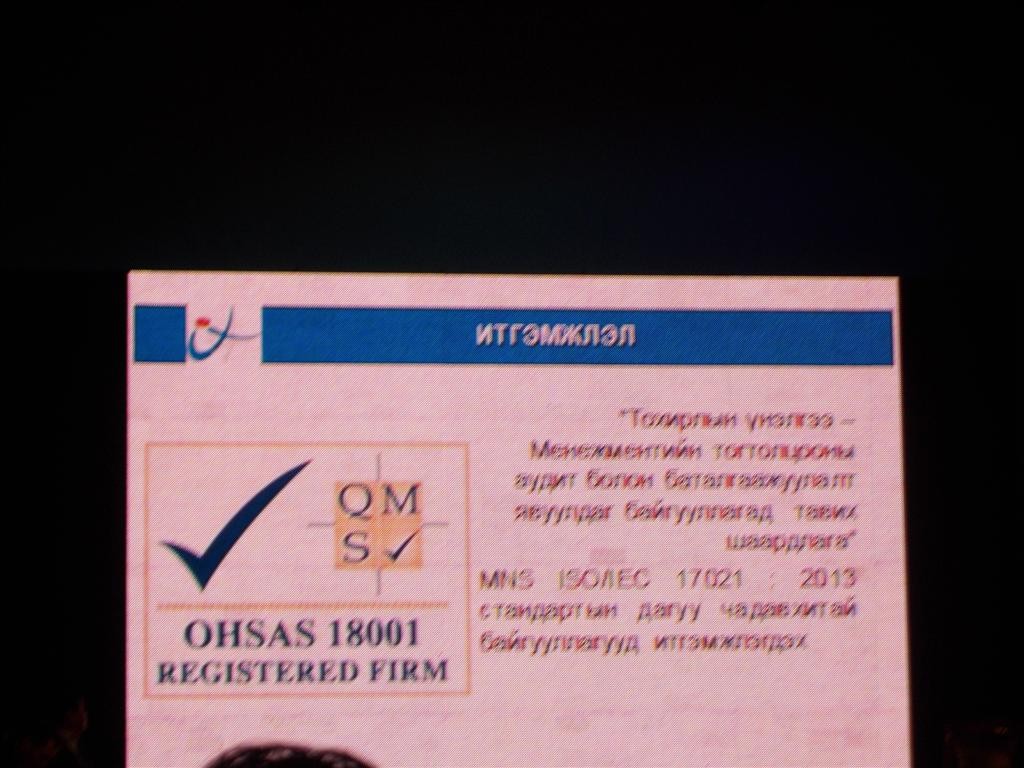 ИТГЭМЖЛЭЛ
"Тохирлын үнэлгээ –
Менежментийн тогтолцооны
аудит болон баталгаажуулалт
явуулдаг байгууллагад тавих
шаардлага"
MNS ISO/IEC 17021 : 2013
стандартын дагуу чадавхитай
байгууллагууд итгэмжлэгдэх
QM
S
OHSAS 18001
REGISTERED FIRM